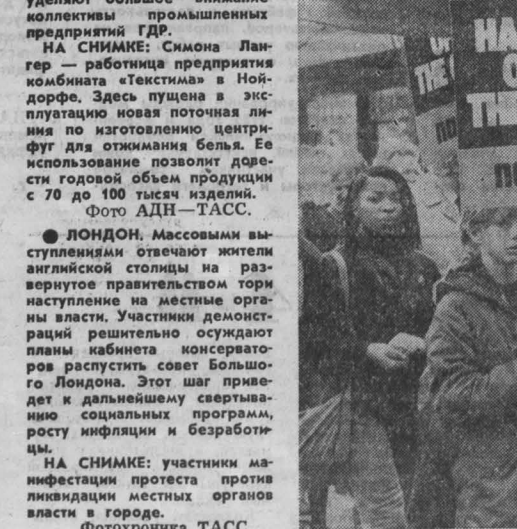 уделяют большее внимание
коллективы промышленных
предприятий ГДР.
НА СНИМКЕ: Симона Лан-
гер — работница предприятия
комбината «Текстима» в Ной-
дорфе. Здесь пущена в экс-
плуатацию новая поточная ли-
ния по изготовлению центри-
фуг для отжимания белья. Ее
использование позволит дове-
сти годовой объем продукции
с 70 до 100 тысяч изделий.
Фото АДН—ТАСС.
● ЛОНДОН. Массовыми вы-
ступлениями отвечают жители
английской столицы на раз-
вернутое правительством тори
наступление на местные орга-
ны власти. Участники демонст-
раций решительно осуждают
планы кабинета консервато-
ров распустить совет Большо-
го Лондона. Этот шаг приве-
дет к дальнейшему свертыва-
нию социальных программ,
росту инфляции и безработи-
цы.
НА СНИМКЕ: участники ма-
нифестации протеста против
ликвидации местных органов
власти в городе.
Фотохроника ТАСС.
HA
THE
THE